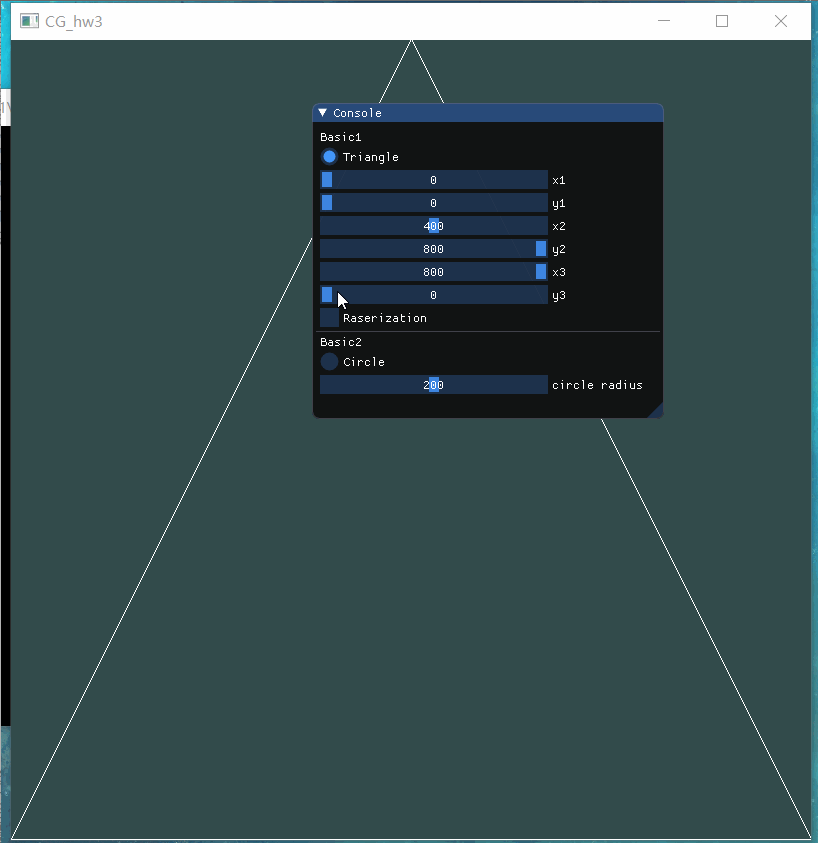 CG_hw3
Console
Basic1
Triangle
0 x1
0 y1
400 x2
800 y2
800 x3
0 y3
Raserization
Basic2
Circle
200 circle radius